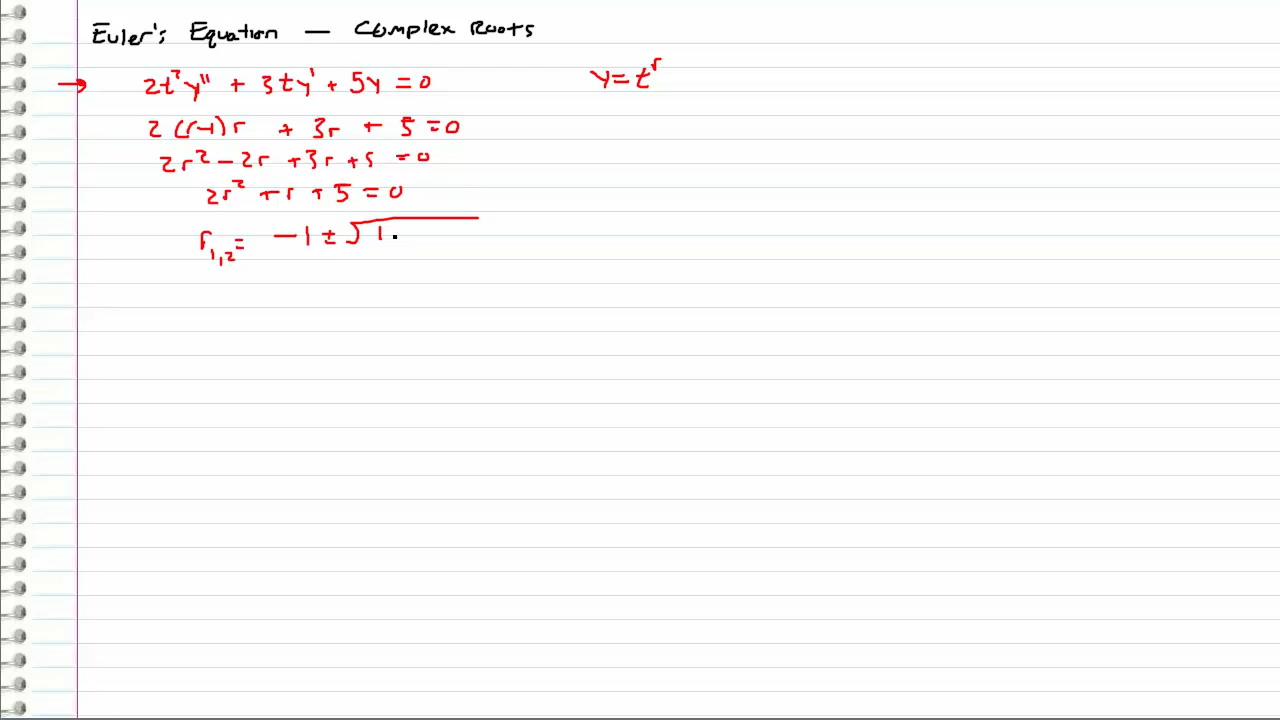 Euler's Equation — Complex Roots
→ 2t²y'' + 3ty' + 5y = 0 y = t^r
2(r-1)r + 3r + 5 = 0
2r² - 2r + 3r + 5 = 0
2r² + r + 5 = 0
r₁,₂ = -1 ± √1